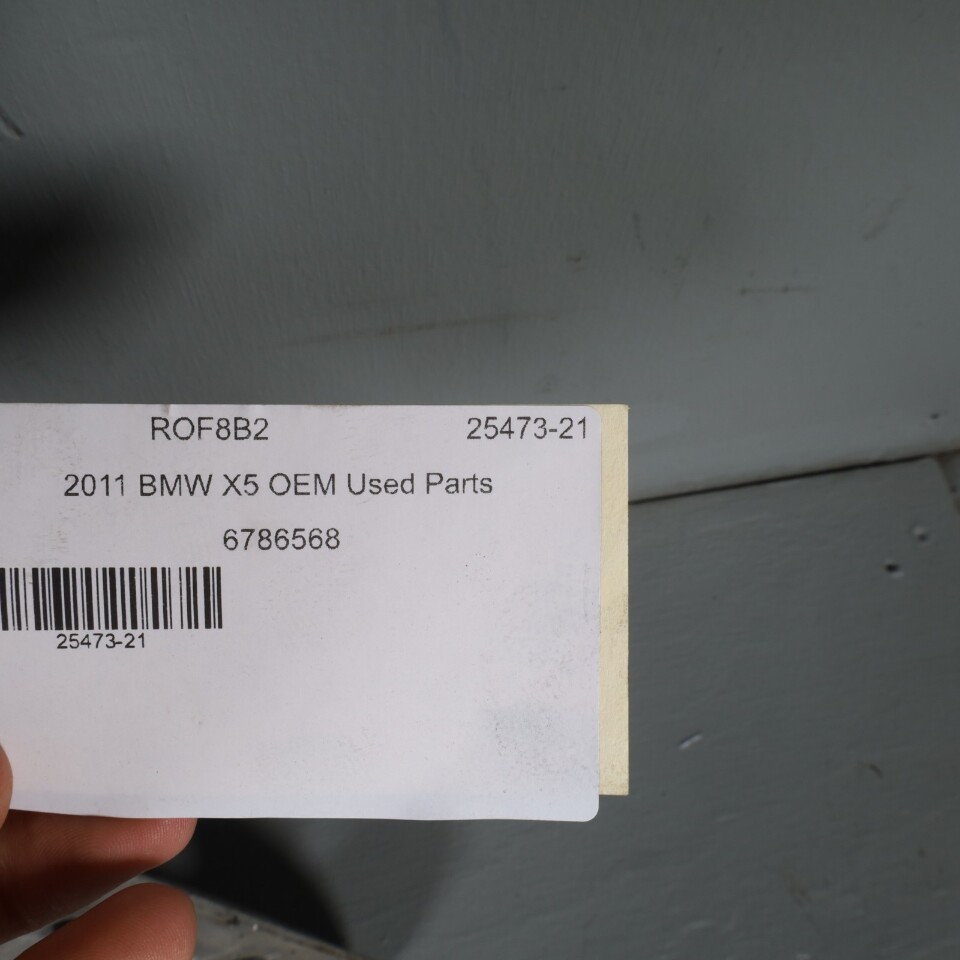 ROF8B2 25473-21
2011 BMW X5 OEM Used Parts
6786568
25473-21